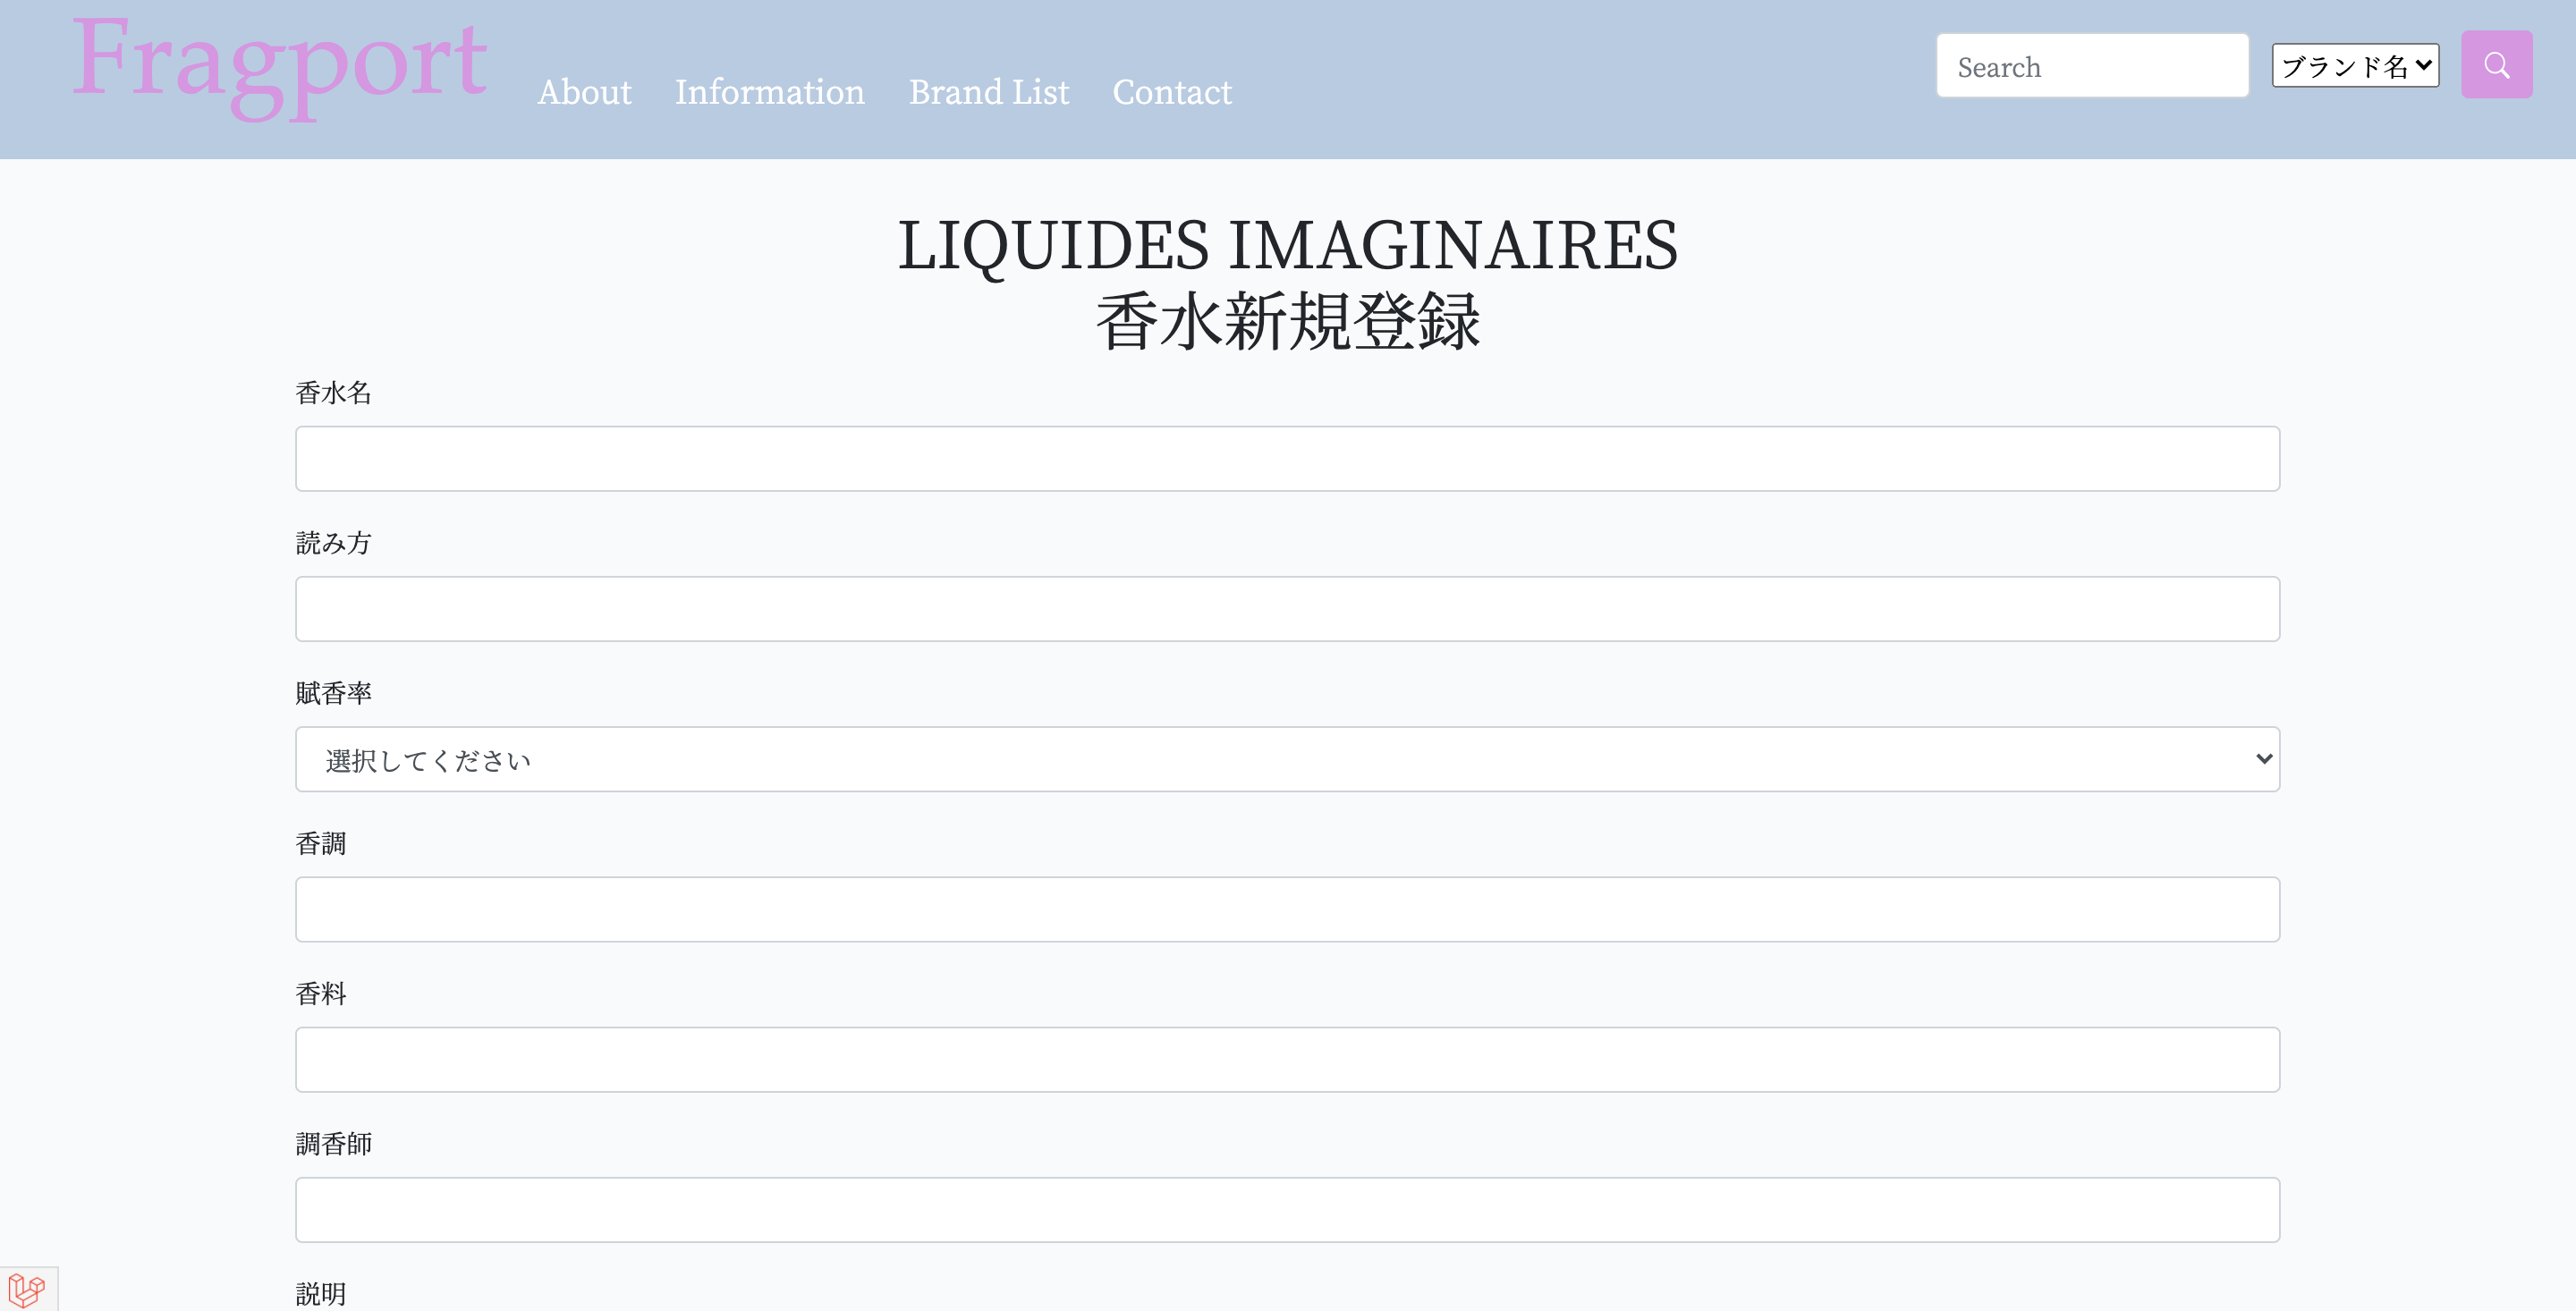 Fragport
About Information Brand List Contact
Search
ブランド名
LIQUIDES IMAGINAIRES
香水新規登録
香水名
読み方
賦香率
選択してください
香調
香料
調香師
説明